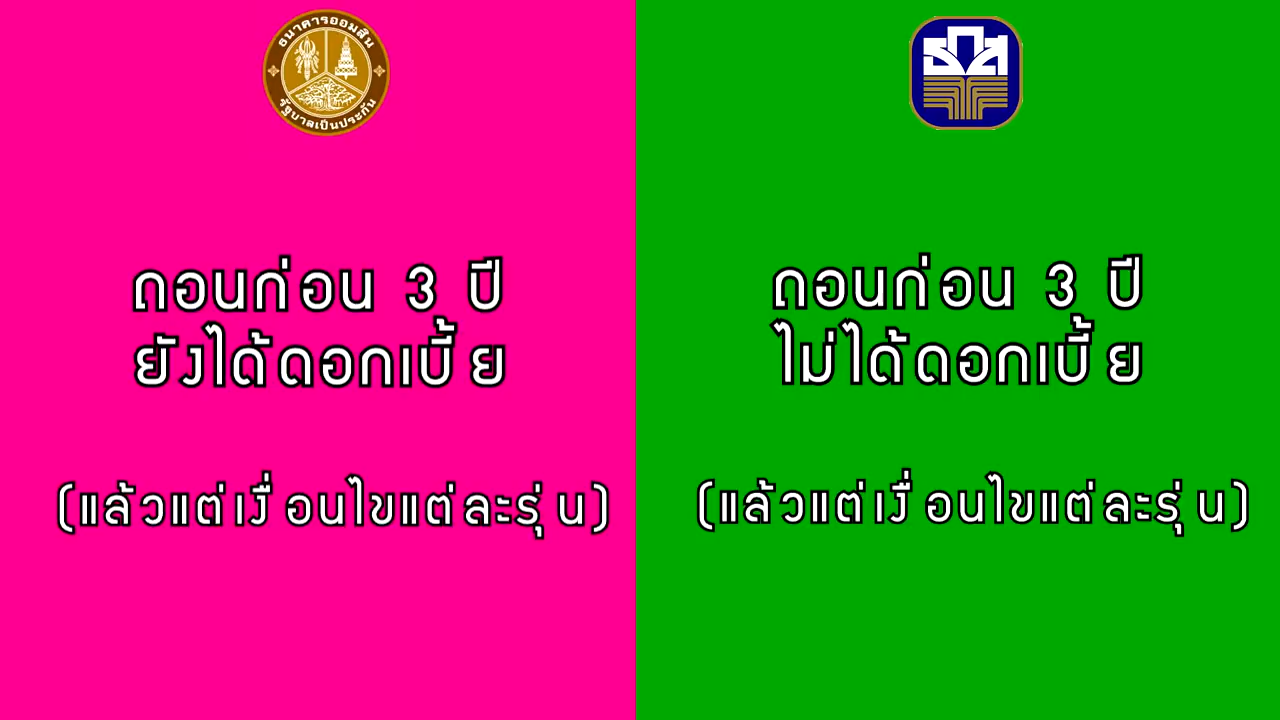 ธนาคารออมสิน
รัฐบาลเป็นประกัน
ถอนก่อน 3 ปี
ยังได้ดอกเบี้ย
(แล้วแต่เงื่อนไขแต่ละรุ่น)
ธกส
ถอนก่อน 3 ปี
ไม่ได้ดอกเบี้ย
(แล้วแต่เงื่อนไขแต่ละรุ่น)